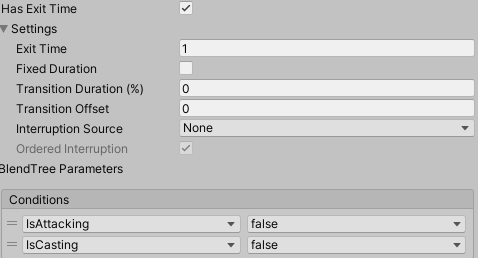 Has Exit Time
Settings
Exit Time 1
Fixed Duration
Transition Duration (%) 0
Transition Offset 0
Interruption Source None
Ordered Interruption
BlendTree Parameters
Conditions
IsAttacking false
IsCasting false